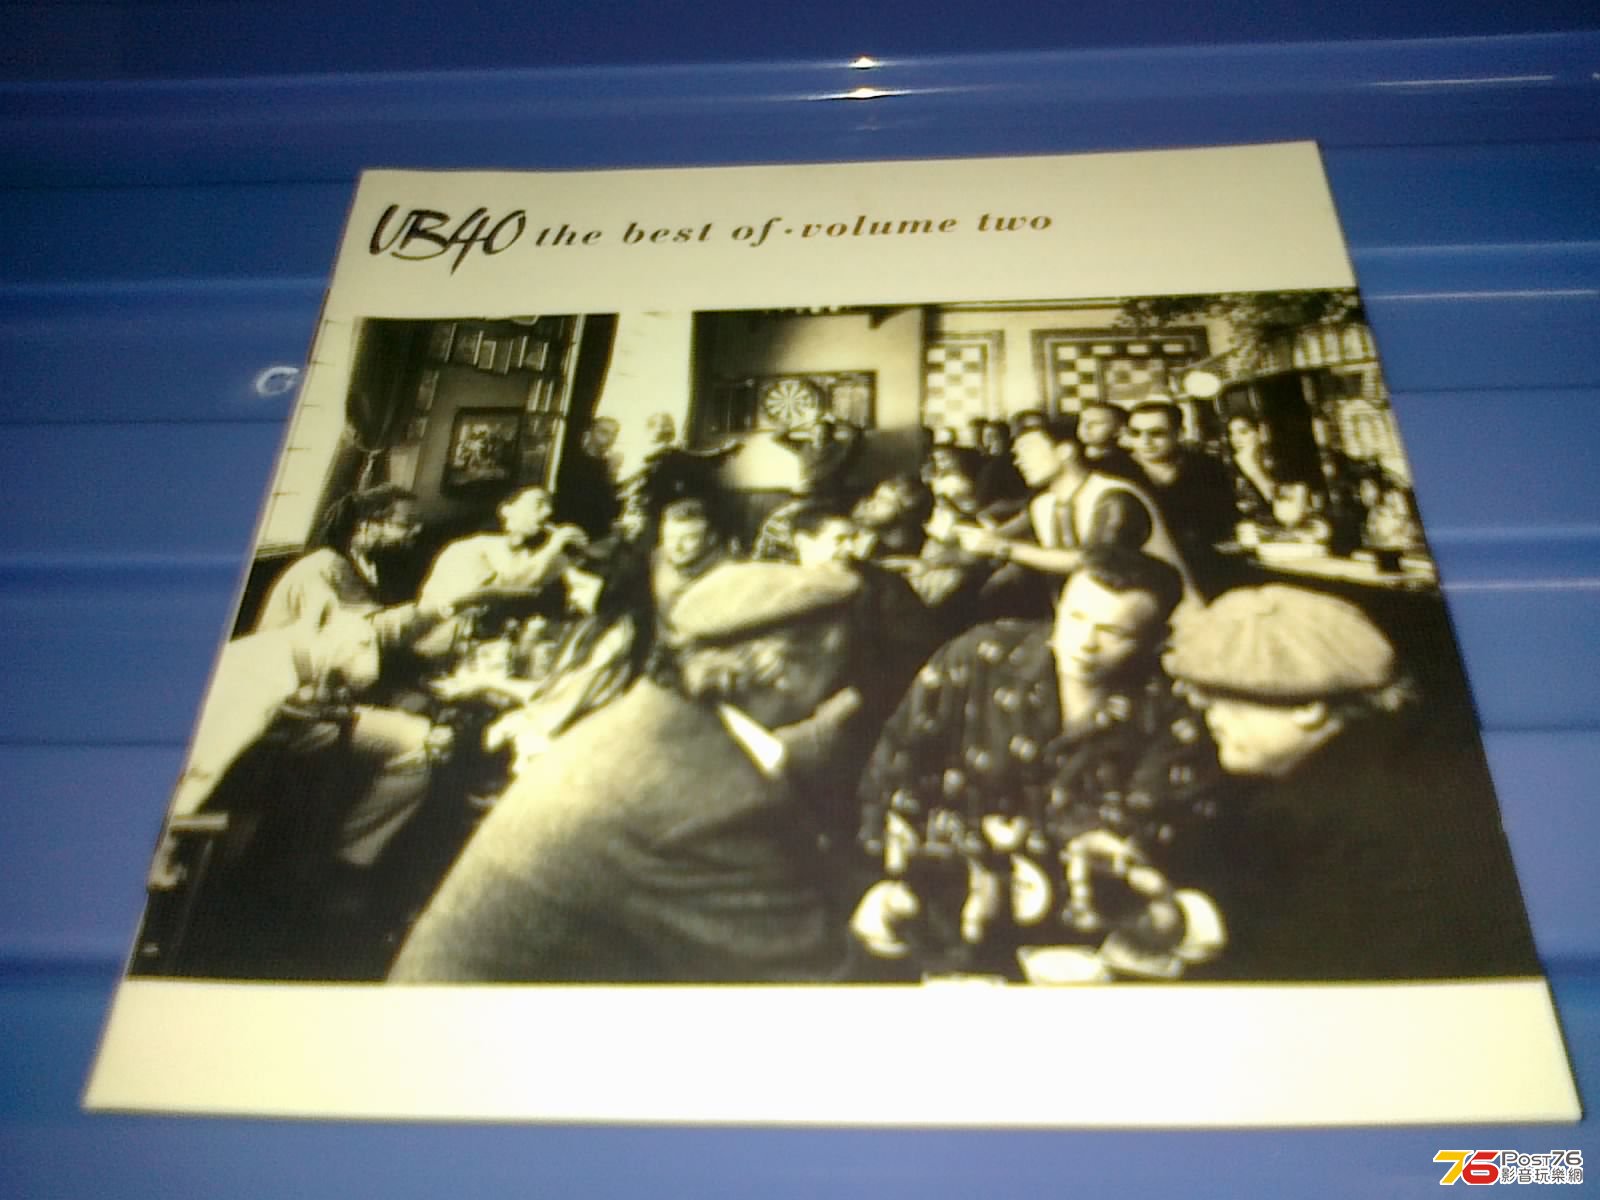 UB40 the best of · volume two
76 Post76
影音玩樂網